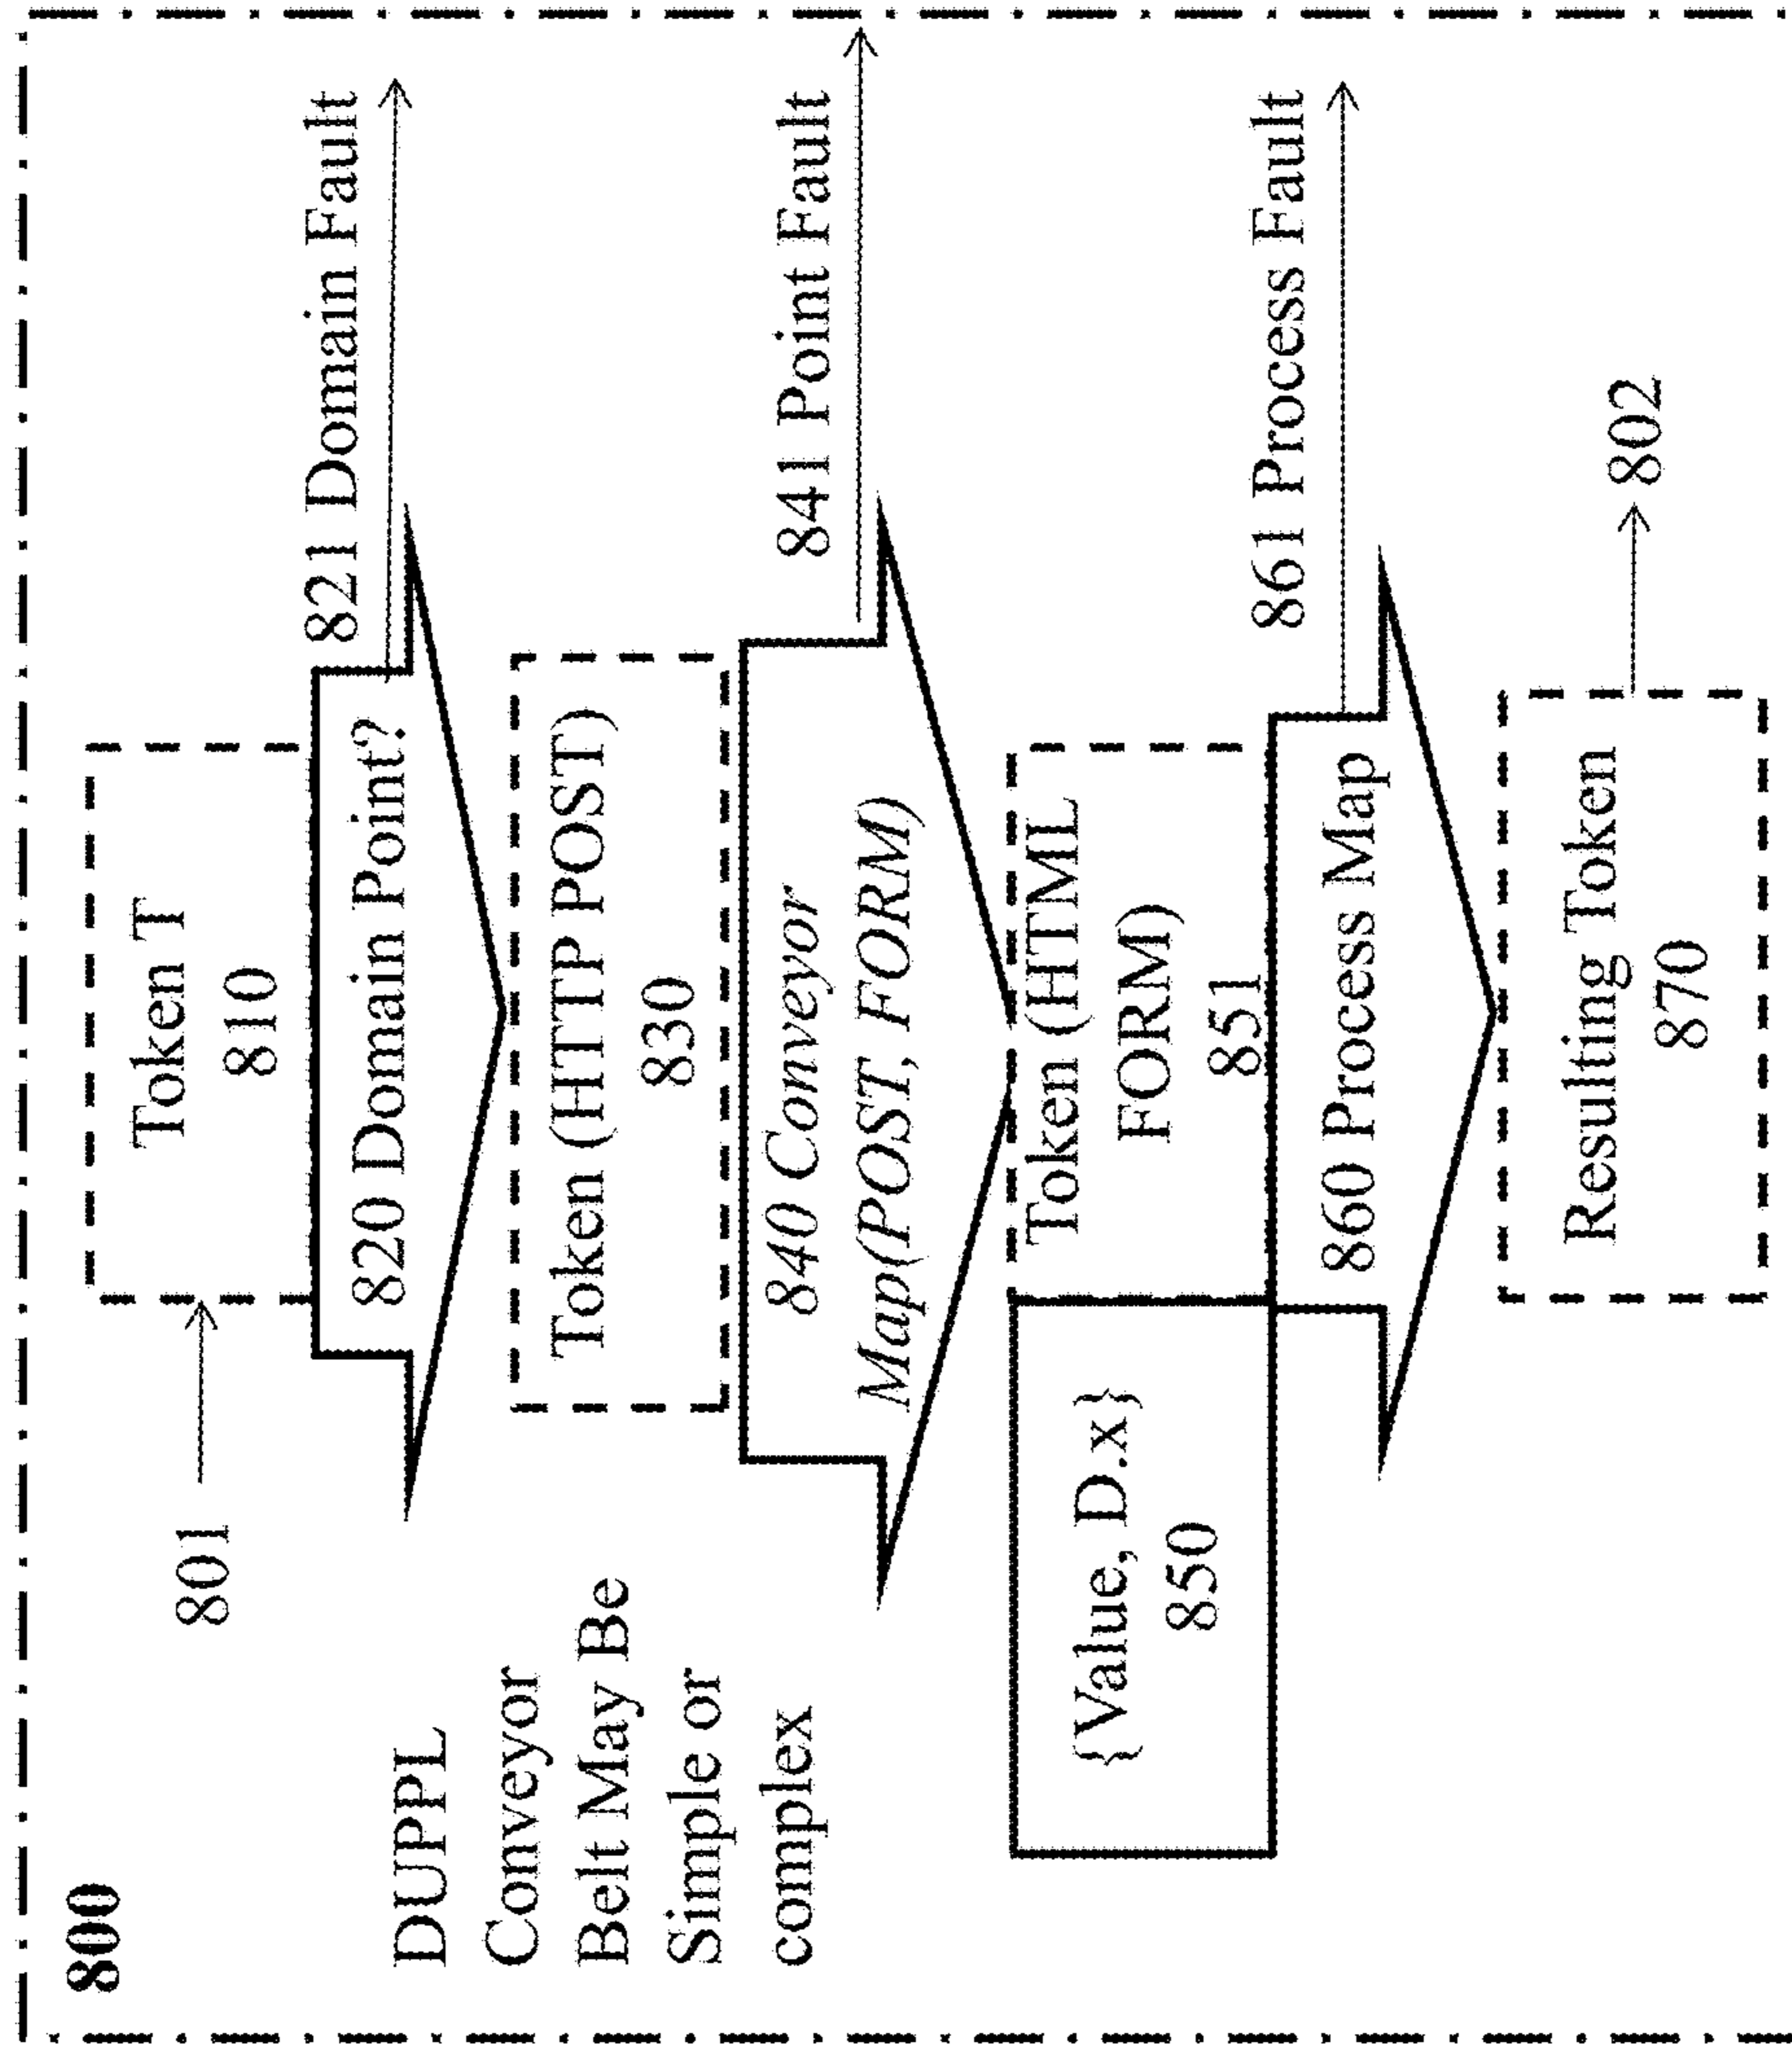 800
801
Token T
810
820 Domain Point?
821 Domain Fault
DUPPL
Conveyor
Belt May Be
Simple or
complex
Token (HTTP POST)
830
840 Conveyor
Map(POST, FORM)
841 Point Fault
{Value, D.x}
850
Token (HTML
FORM)
851
860 Process Map
861 Process Fault
Resulting Token
870
802